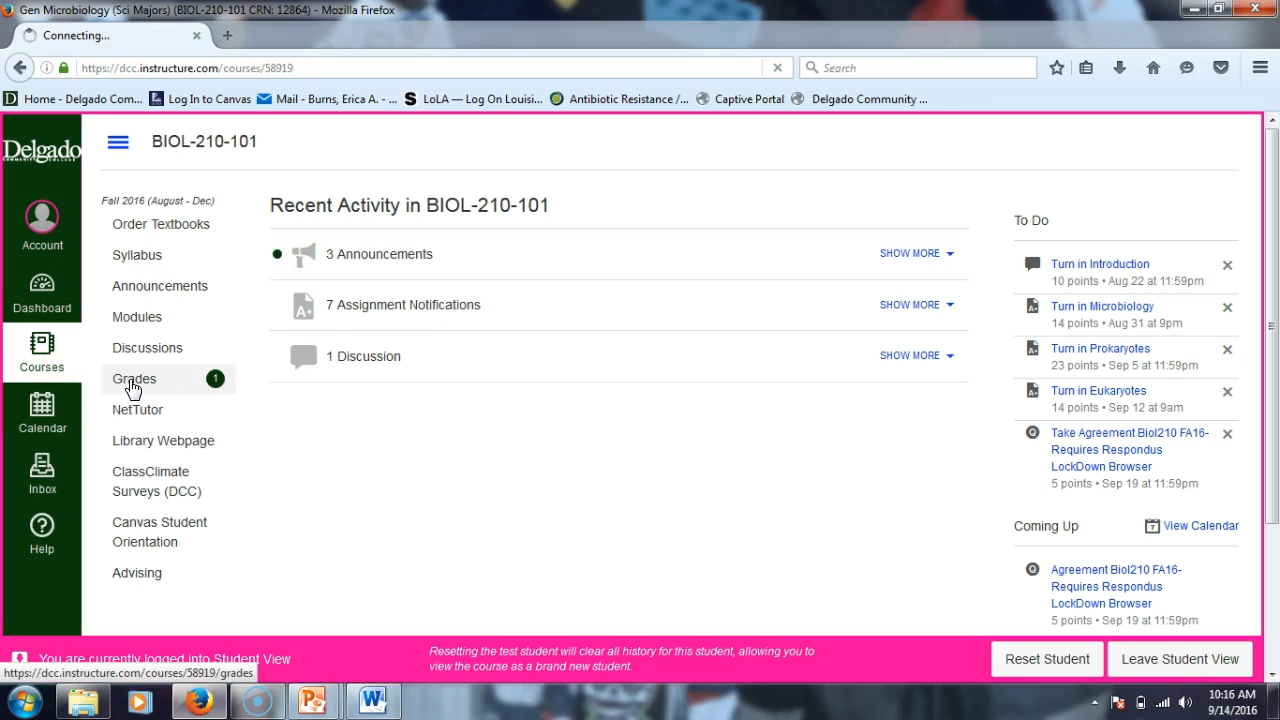 Gen Microbiology (Sci Majors) (BIOL-210-101 CRN: 12864) - Mozilla Firefox
Connecting...
https://dcc.instructure.com/courses/58919
Search
Home - Delgado Com...
Log In to Canvas
Mail - Burns, Erica A. - ...
LoLA — Log On Louisi...
Antibiotic Resistance /...
Captive Portal
Delgado Community ...
Delgado
COMMUNITY COLLEGE
Account
Dashboard
Courses
Calendar
Inbox
Help
BIOL-210-101
Fall 2016 (August - Dec)
Order Textbooks
Syllabus
Announcements
Modules
Discussions
Grades 1
NetTutor
Library Webpage
ClassClimate
Surveys (DCC)
Canvas Student
Orientation
Advising
Recent Activity in BIOL-210-101
3 Announcements SHOW MORE
7 Assignment Notifications SHOW MORE
1 Discussion SHOW MORE
To Do
Turn in Introduction
10 points • Aug 22 at 11:59pm
Turn in Microbiology
14 points • Aug 31 at 9pm
Turn in Prokaryotes
23 points • Sep 5 at 11:59pm
Turn in Eukaryotes
14 points • Sep 12 at 9am
Take Agreement Biol210 FA16-
Requires Respondus
LockDown Browser
5 points • Sep 19 at 11:59pm
Coming Up View Calendar
Agreement Biol210 FA16-
Requires Respondus
LockDown Browser
5 points • Sep 19 at 11:59pm
You are currently logged into Student View
Resetting the test student will clear all history for this student, allowing you to
view the course as a brand new student.
Reset Student
Leave Student View
https://dcc.instructure.com/courses/58919/grades
10:16 AM
9/14/2016